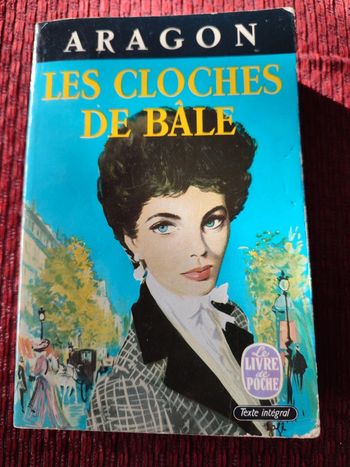 ARAGON
LES CLOCHES
DE BÂLE
Le
LIVRE
de
POCHE
Texte intégral